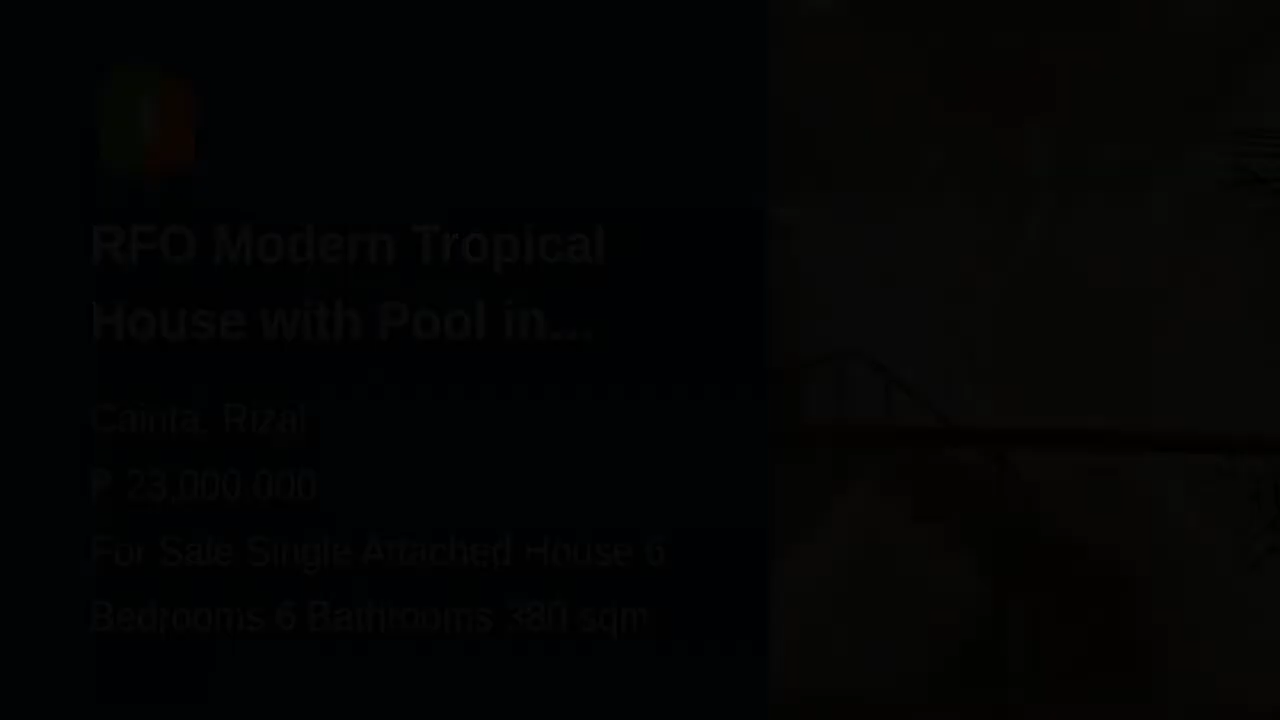 RFO Modern Tropical
House with Pool in...
Cainta, Rizal
₱ 23,000,000
For Sale Single Attached House 6
Bedrooms 6 Bathrooms 380 sqm